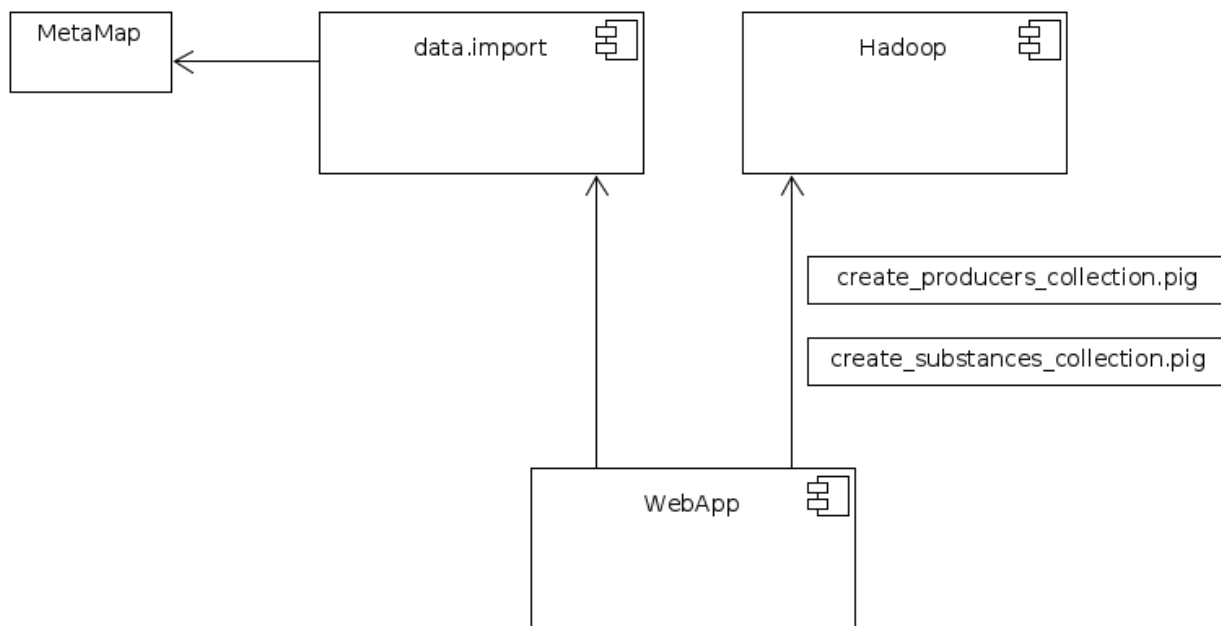 MetaMap
data.import
Hadoop
create_producers_collection.pig
create_substances_collection.pig
WebApp